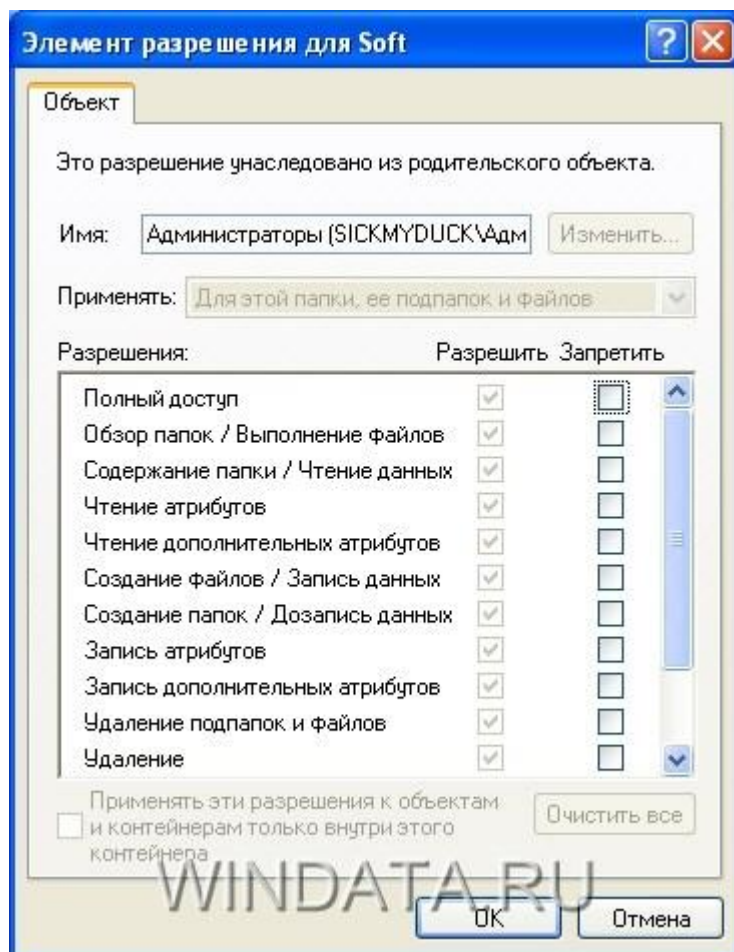 Элемент разрешения для Soft
Объект
Это разрешение унаследовано из родительского объекта.
Имя: Администраторы (SICKMYDUCK\Адм Изменить...
Применять: Для этой папки, ее подпапок и файлов
Разрешения: Разрешить Запретить
Полный доступ
Обзор папок / Выполнение файлов
Содержание папки / Чтение данных
Чтение атрибутов
Чтение дополнительных атрибутов
Создание файлов / Запись данных
Создание папок / Дозапись данных
Запись атрибутов
Запись дополнительных атрибутов
Удаление подпапок и файлов
Удаление
Применять эти разрешения к объектам
и контейнерам только внутри этого
контейнера
Очистить все
WINDATA.RU
OK Отмена